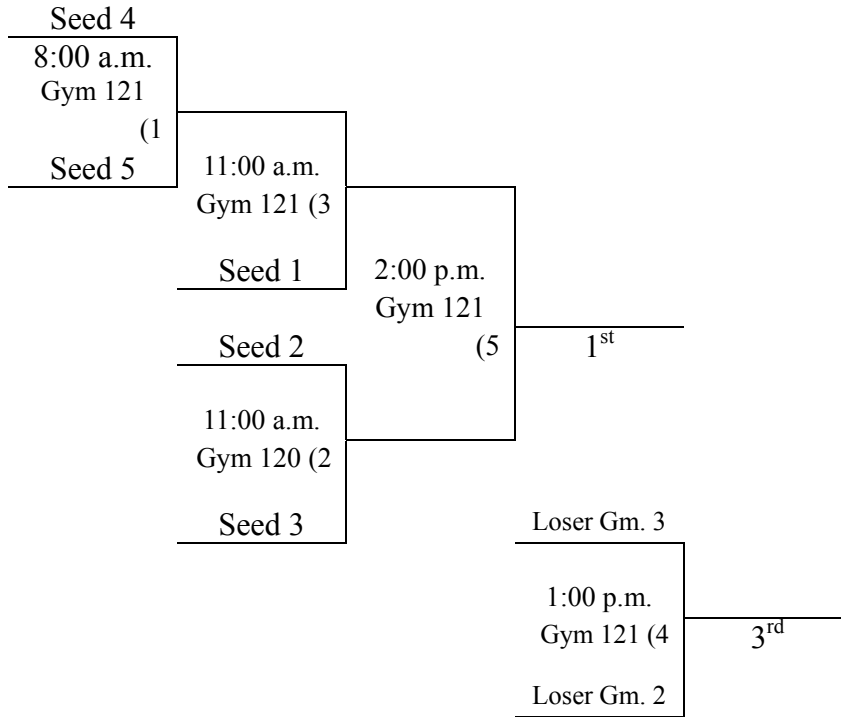 Seed 4
8:00 a.m.
Gym 121
(1
Seed 5
11:00 a.m.
Gym 121 (3
Seed 1
2:00 p.m.
Gym 121
(5
1st
Seed 2
11:00 a.m.
Gym 120 (2
Seed 3
Loser Gm. 3
1:00 p.m.
Gym 121 (4
3rd
Loser Gm. 2